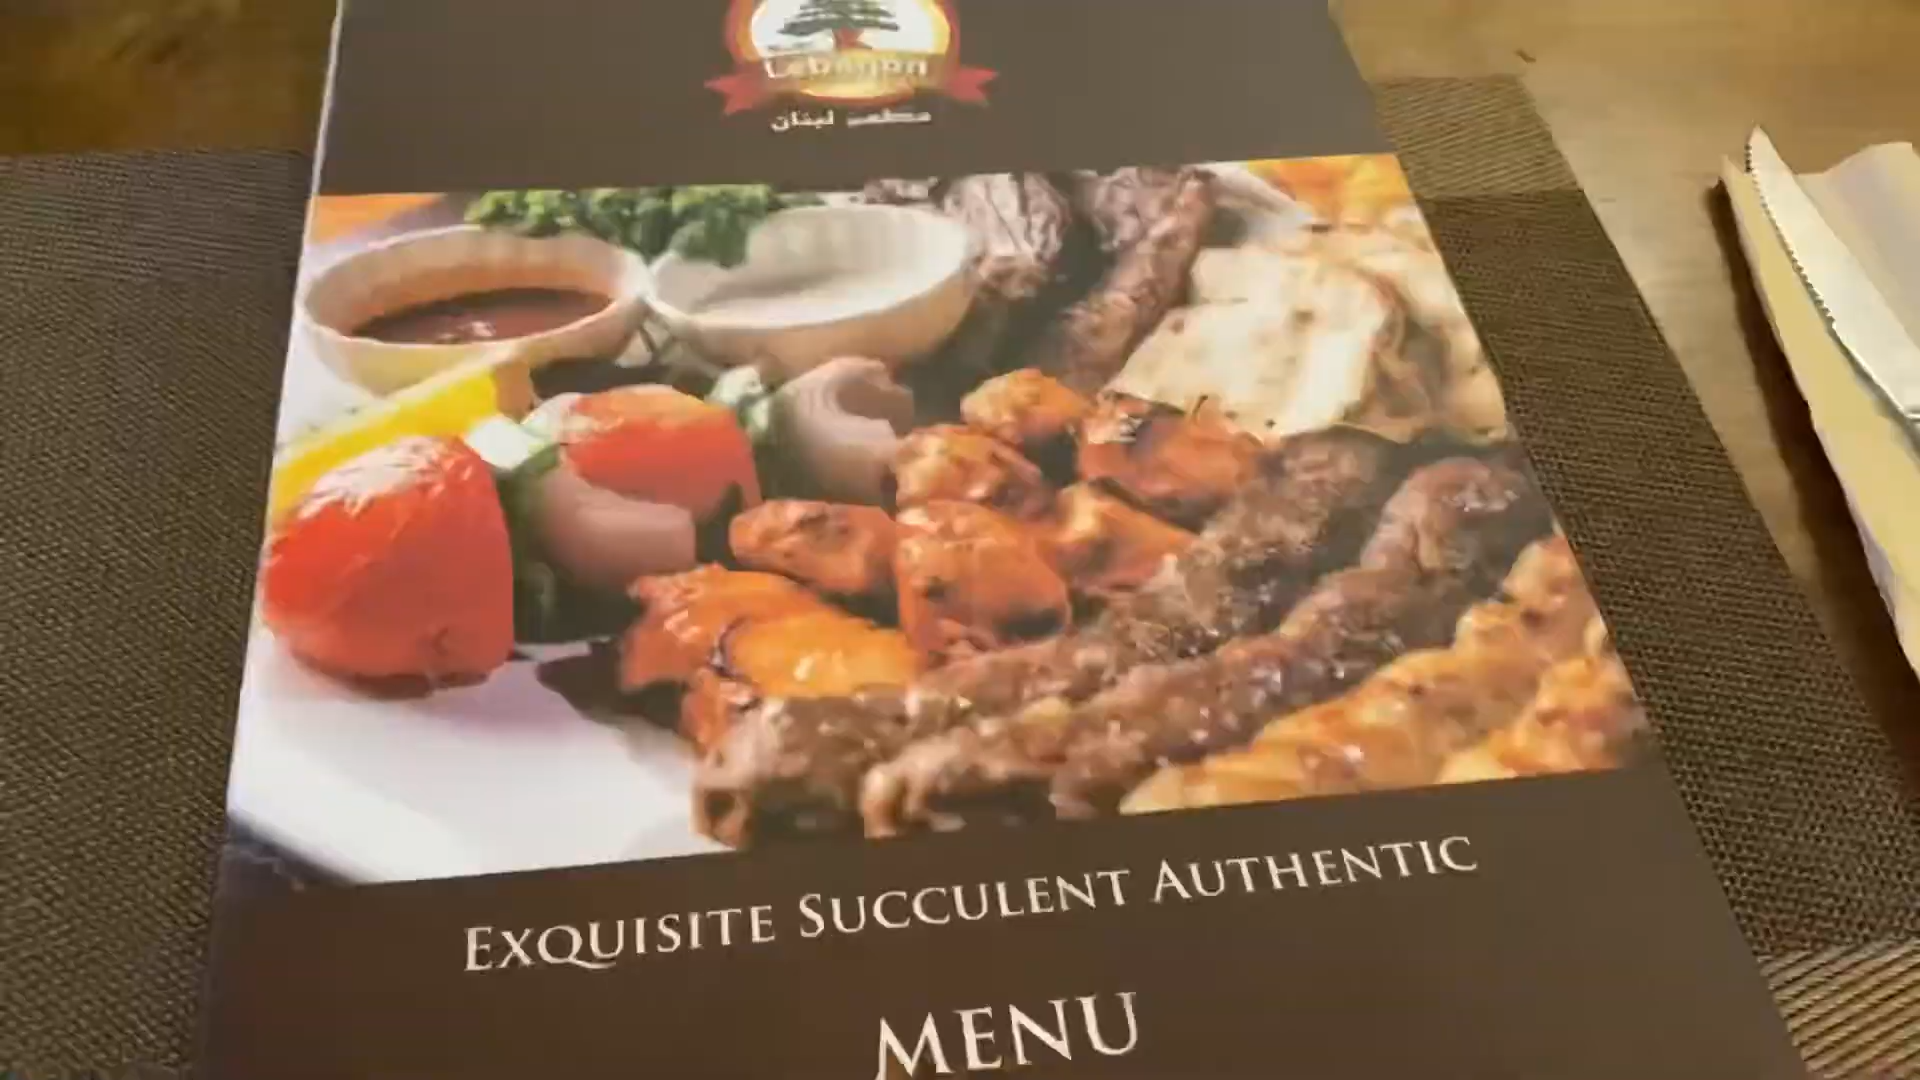 Lebanon
مطعم لبنان
EXQUISITE SUCCULENT AUTHENTIC
MENU